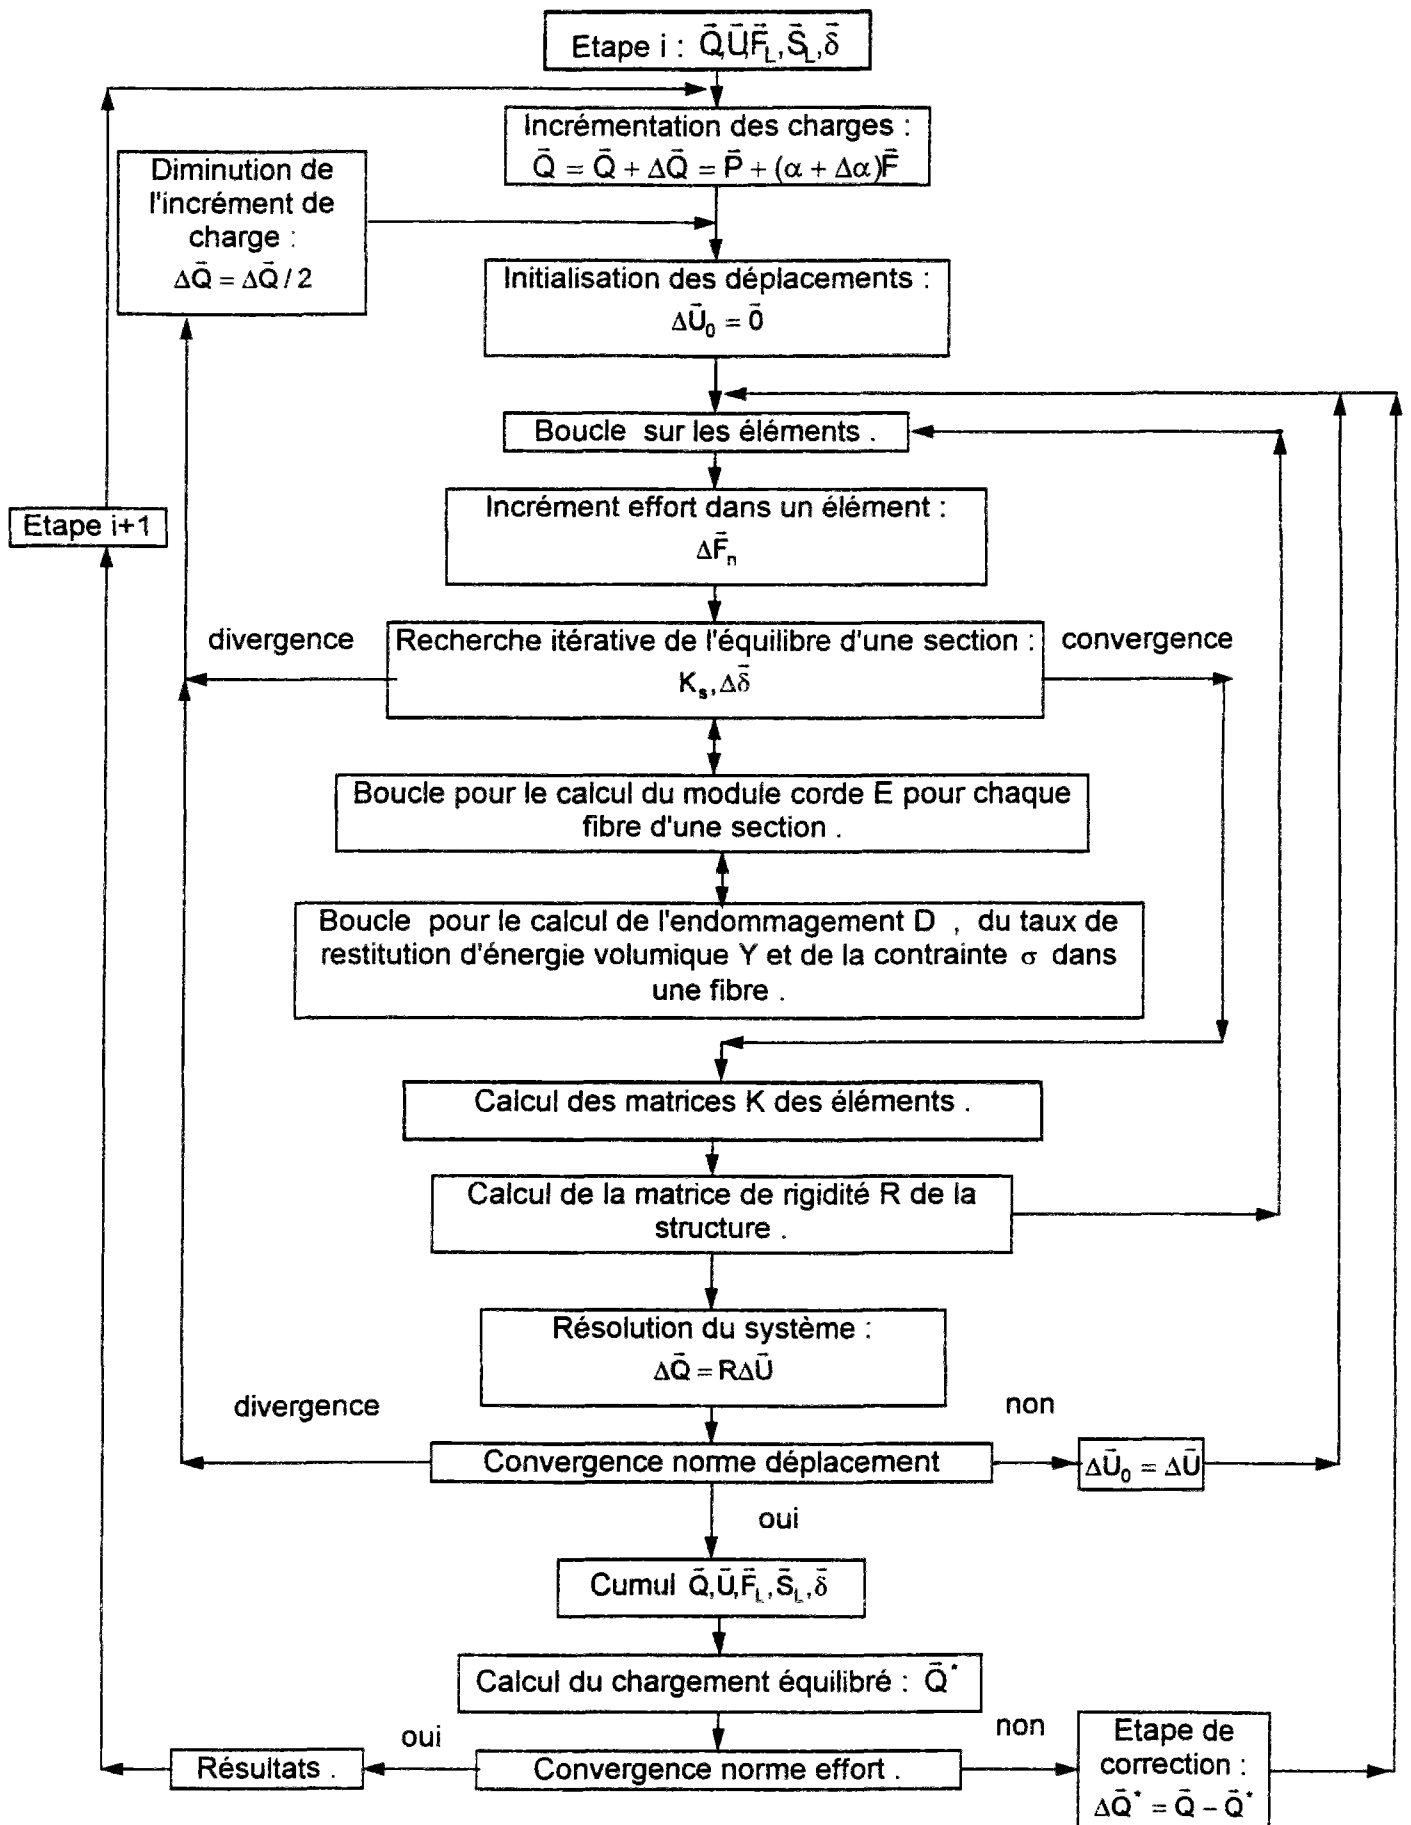 Etape i : Q⃗,U⃗,F⃗_L,S⃗_L,δ⃗
Incrémentation des charges :
Q⃗ = Q⃗ + ΔQ⃗ = P⃗ + (α + Δα)F⃗
Diminution de
l'incrément de
charge :
ΔQ⃗ = ΔQ⃗ / 2
Initialisation des déplacements :
ΔU⃗₀ = 0⃗
Boucle sur les éléments .
Incrément effort dans un élément :
ΔF⃗ₙ
Etape i+1
divergence
Recherche itérative de l'équilibre d'une section :
K_s, Δδ⃗
convergence
Boucle pour le calcul du module corde E pour chaque
fibre d'une section .
Boucle pour le calcul de l'endommagement D , du taux de
restitution d'énergie volumique Y et de la contrainte σ dans
une fibre .
Calcul des matrices K des éléments .
Calcul de la matrice de rigidité R de la
structure .
Résolution du système :
ΔQ⃗ = RΔU⃗
divergence
non
Convergence norme déplacement
ΔU⃗₀ = ΔU⃗
oui
Cumul Q⃗,U⃗,F⃗_L,S⃗_L,δ⃗
Calcul du chargement équilibré : Q⃗*
oui
non
Résultats .
Convergence norme effort .
Etape de
correction :
ΔQ⃗* = Q⃗ − Q⃗*